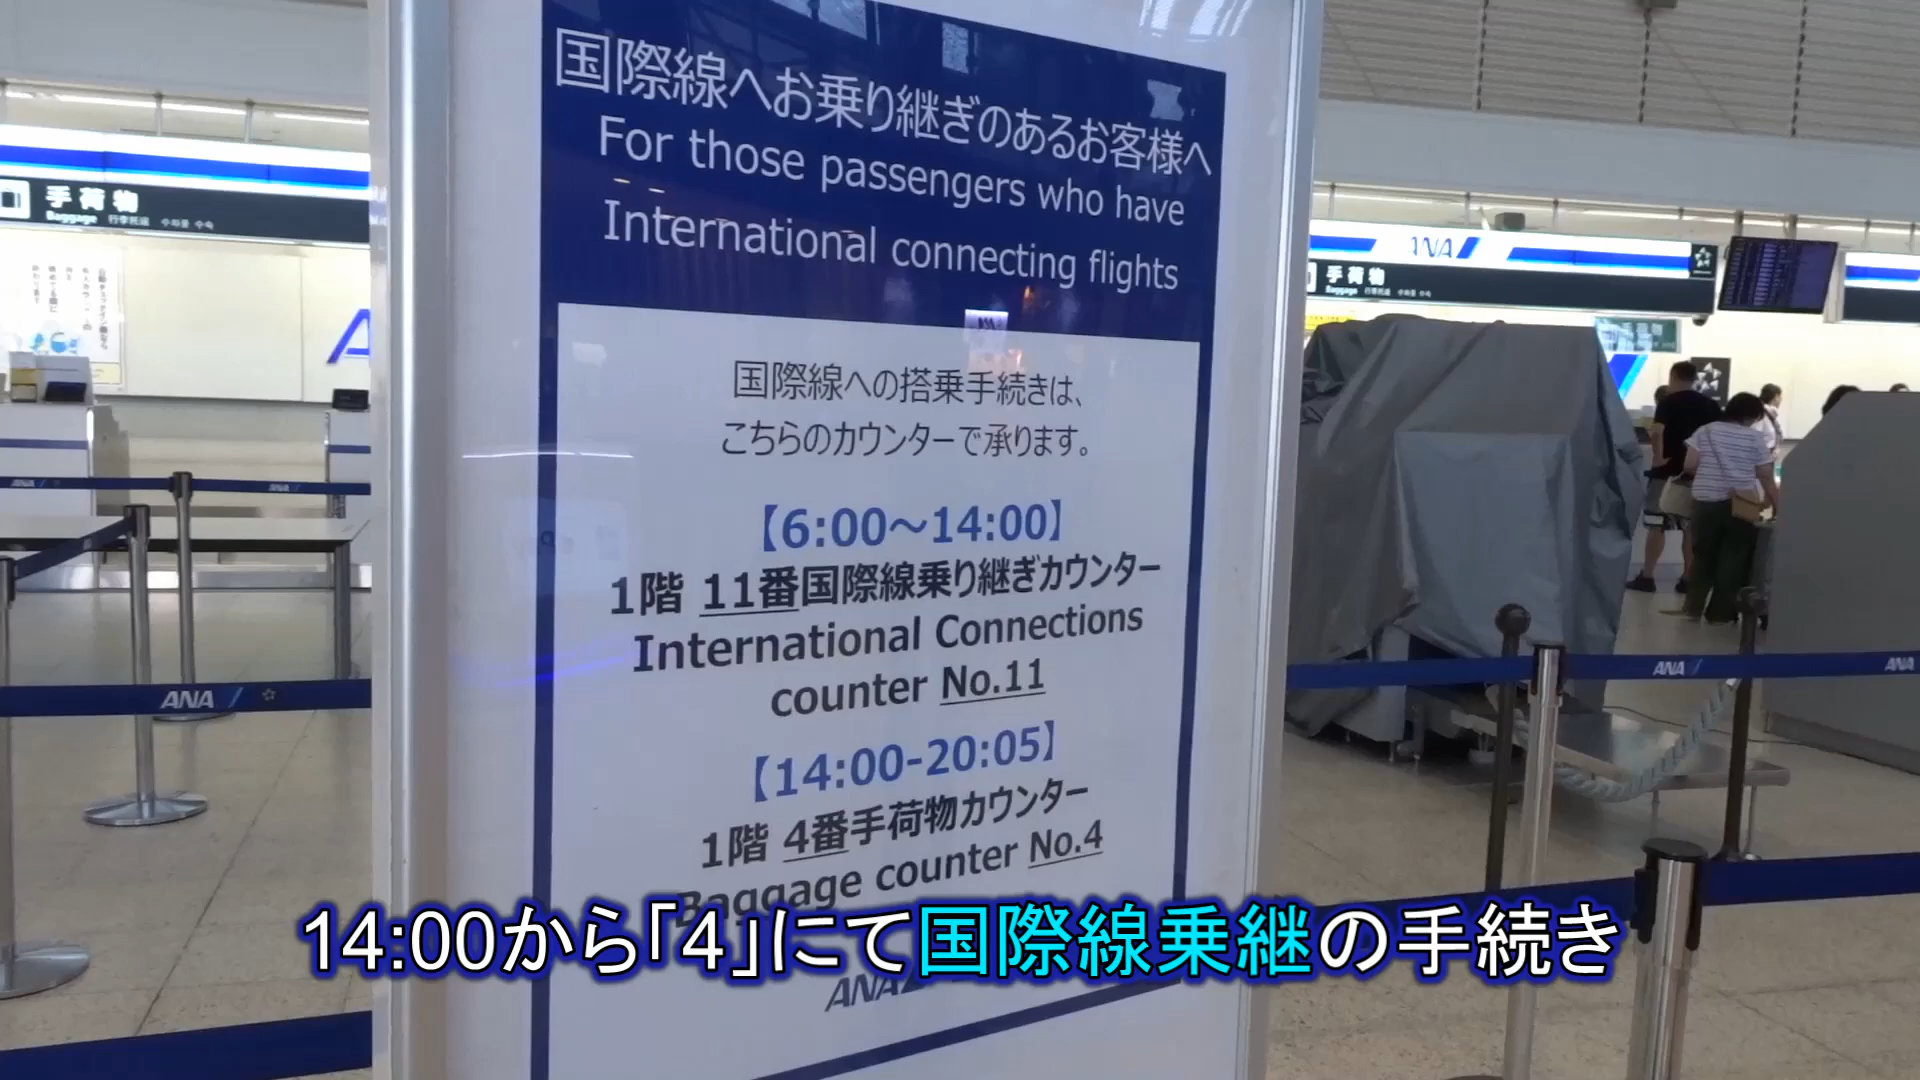 国際線へお乗り継ぎのあるお客様へ
For those passengers who have
International connecting flights
国際線への搭乗手続きは、
こちらのカウンターで承ります。
【6:00～14:00】
1階 11番国際線乗り継ぎカウンター
International Connections
counter No.11
【14:00-20:05】
1階 4番手荷物カウンター
Baggage counter No.4
ANA
14:00から「4」にて国際線乗継の手続き
手荷物
Baggage
ANA
ANA
ANA
手荷物
Baggage
ANA
ANA